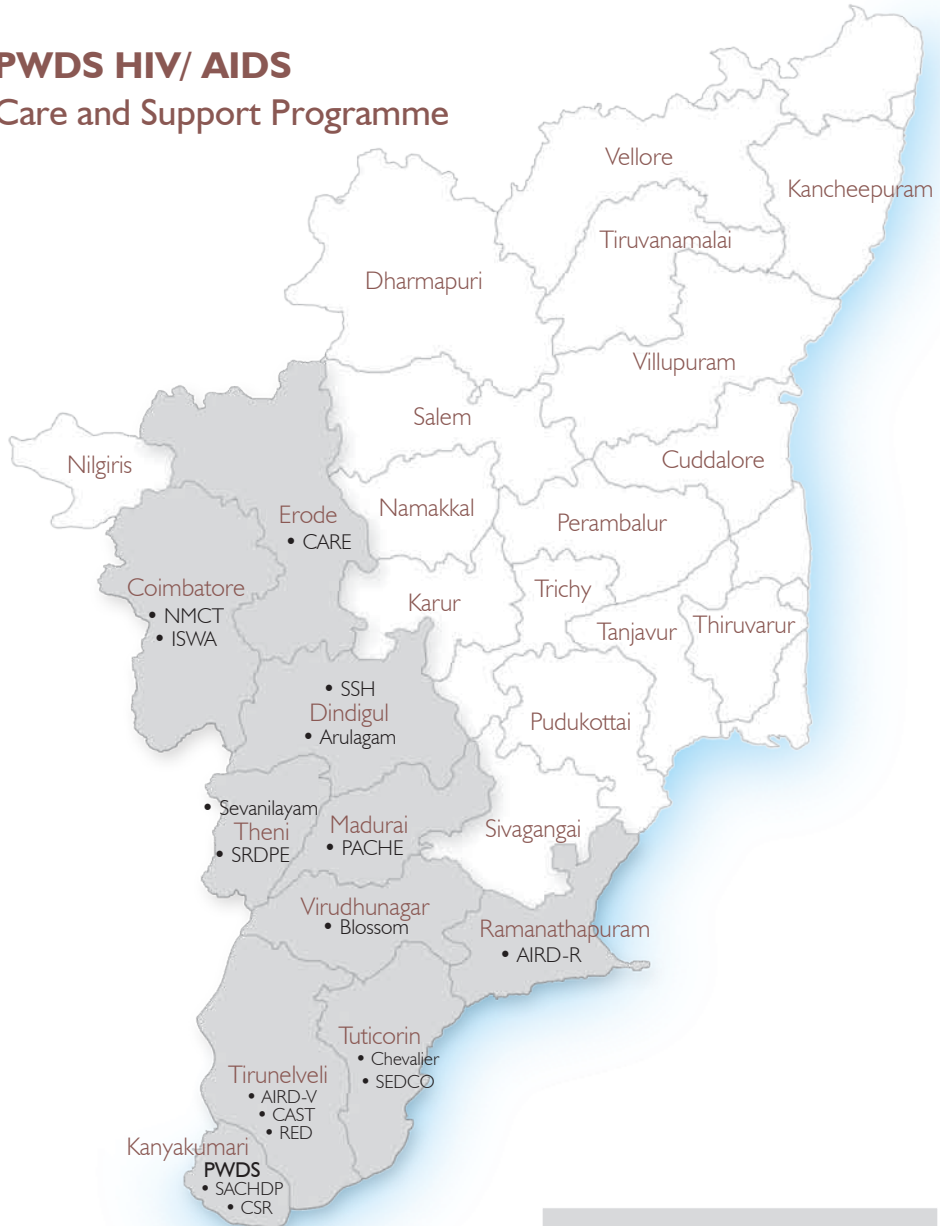 PWDS HIV/ AIDS
Care and Support Programme
Vellore
Kancheepuram
Tiruvanamalai
Dharmapuri
Villupuram
Salem
Cuddalore
Nilgiris
Namakkal
Erode
• CARE
Perambalur
Coimbatore
• NMCT
• ISWA
Karur
Trichy
Tanjavur
Thiruvarur
• SSH
Dindigul
• Arulagam
Pudukottai
• Sevanilayam
Theni
• SRDPE
Madurai
• PACHE
Sivagangai
Virudhunagar
• Blossom
Ramanathapuram
• AIRD-R
Tuticorin
• Chevalier
• SEDCO
Tirunelveli
• AIRD-V
• CAST
• RED
Kanyakumari
PWDS
• SACHDP
• CSR